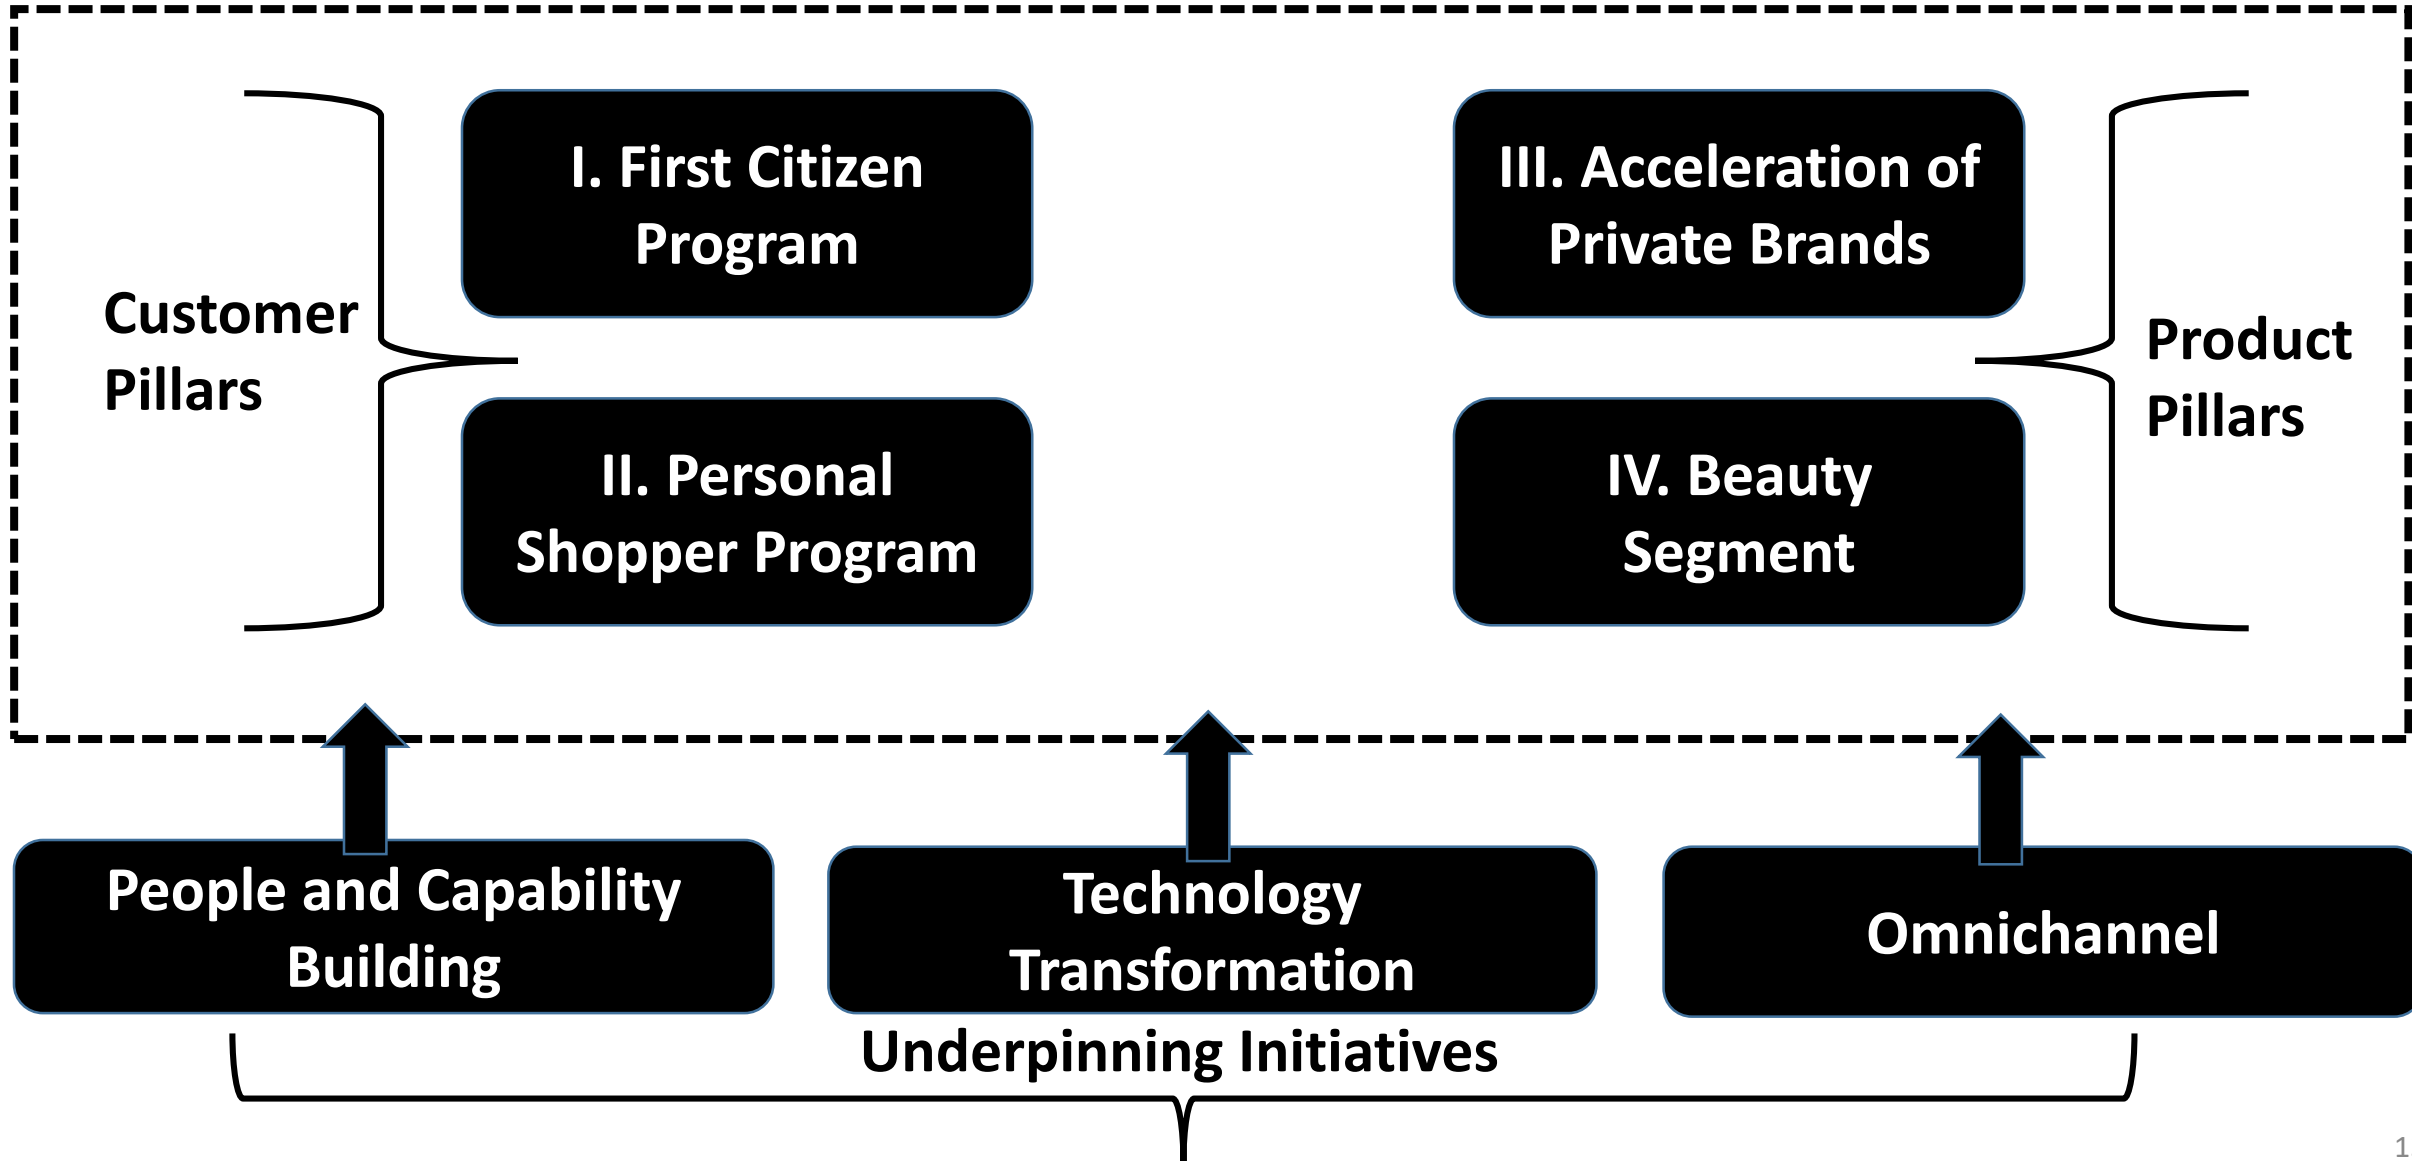 Customer
Pillars
I. First Citizen
Program
II. Personal
Shopper Program
III. Acceleration of
Private Brands
IV. Beauty
Segment
Product
Pillars
People and Capability
Building
Technology
Transformation
Omnichannel
Underpinning Initiatives
1